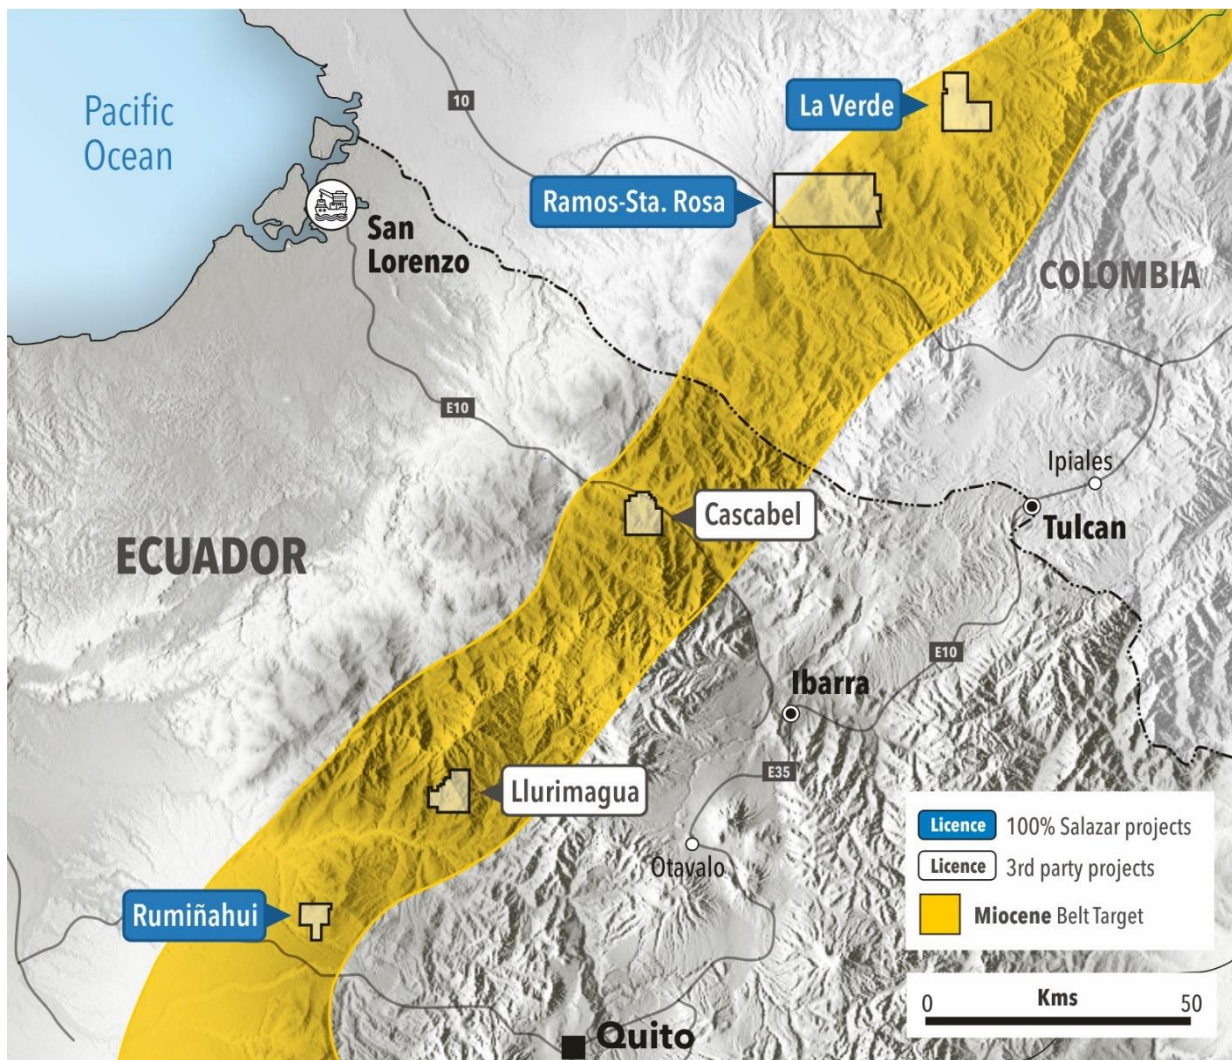 Pacific
Ocean
10
La Verde
Ramos-Sta. Rosa
San
Lorenzo
COLOMBIA
E10
Ipiales
Cascabel
Tulcan
ECUADOR
E10
Ibarra
E35
Llurimagua
Otavalo
Rumiñahui
Quito
Licence 100% Salazar projects
Licence 3rd party projects
Miocene Belt Target
0 Kms 50